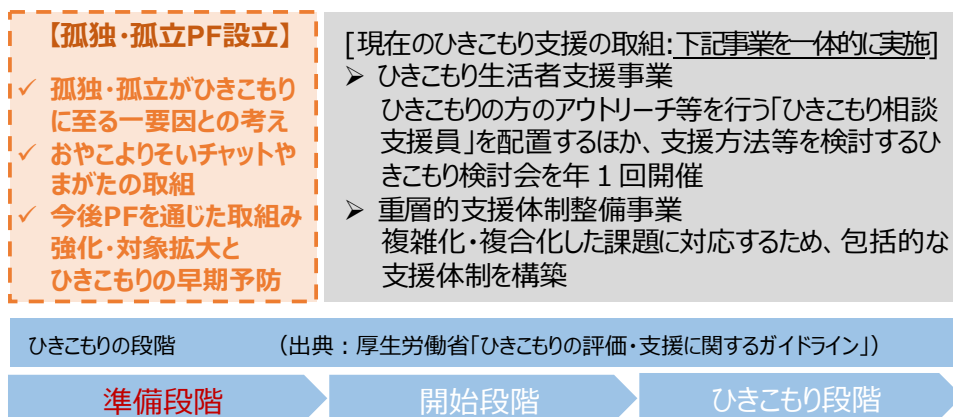 【孤独・孤立PF設立】
✓ 孤独・孤立がひきこもり
に至る一要因との考え
✓ おやこよりそいチャットや
まがたの取組
✓ 今後PFを通じた取組み
強化・対象拡大と
ひきこもりの早期予防
[現在のひきこもり支援の取組:下記事業を一体的に実施]
➢ ひきこもり生活者支援事業
ひきこもりの方のアウトリーチ等を行う「ひきこもり相談
支援員」を配置するほか、支援方法等を検討するひ
きこもり検討会を年1回開催
➢ 重層的支援体制整備事業
複雑化・複合化した課題に対応するため、包括的な
支援体制を構築
ひきこもりの段階 (出典:厚生労働省「ひきこもりの評価・支援に関するガイドライン」)
準備段階 開始段階 ひきこもり段階